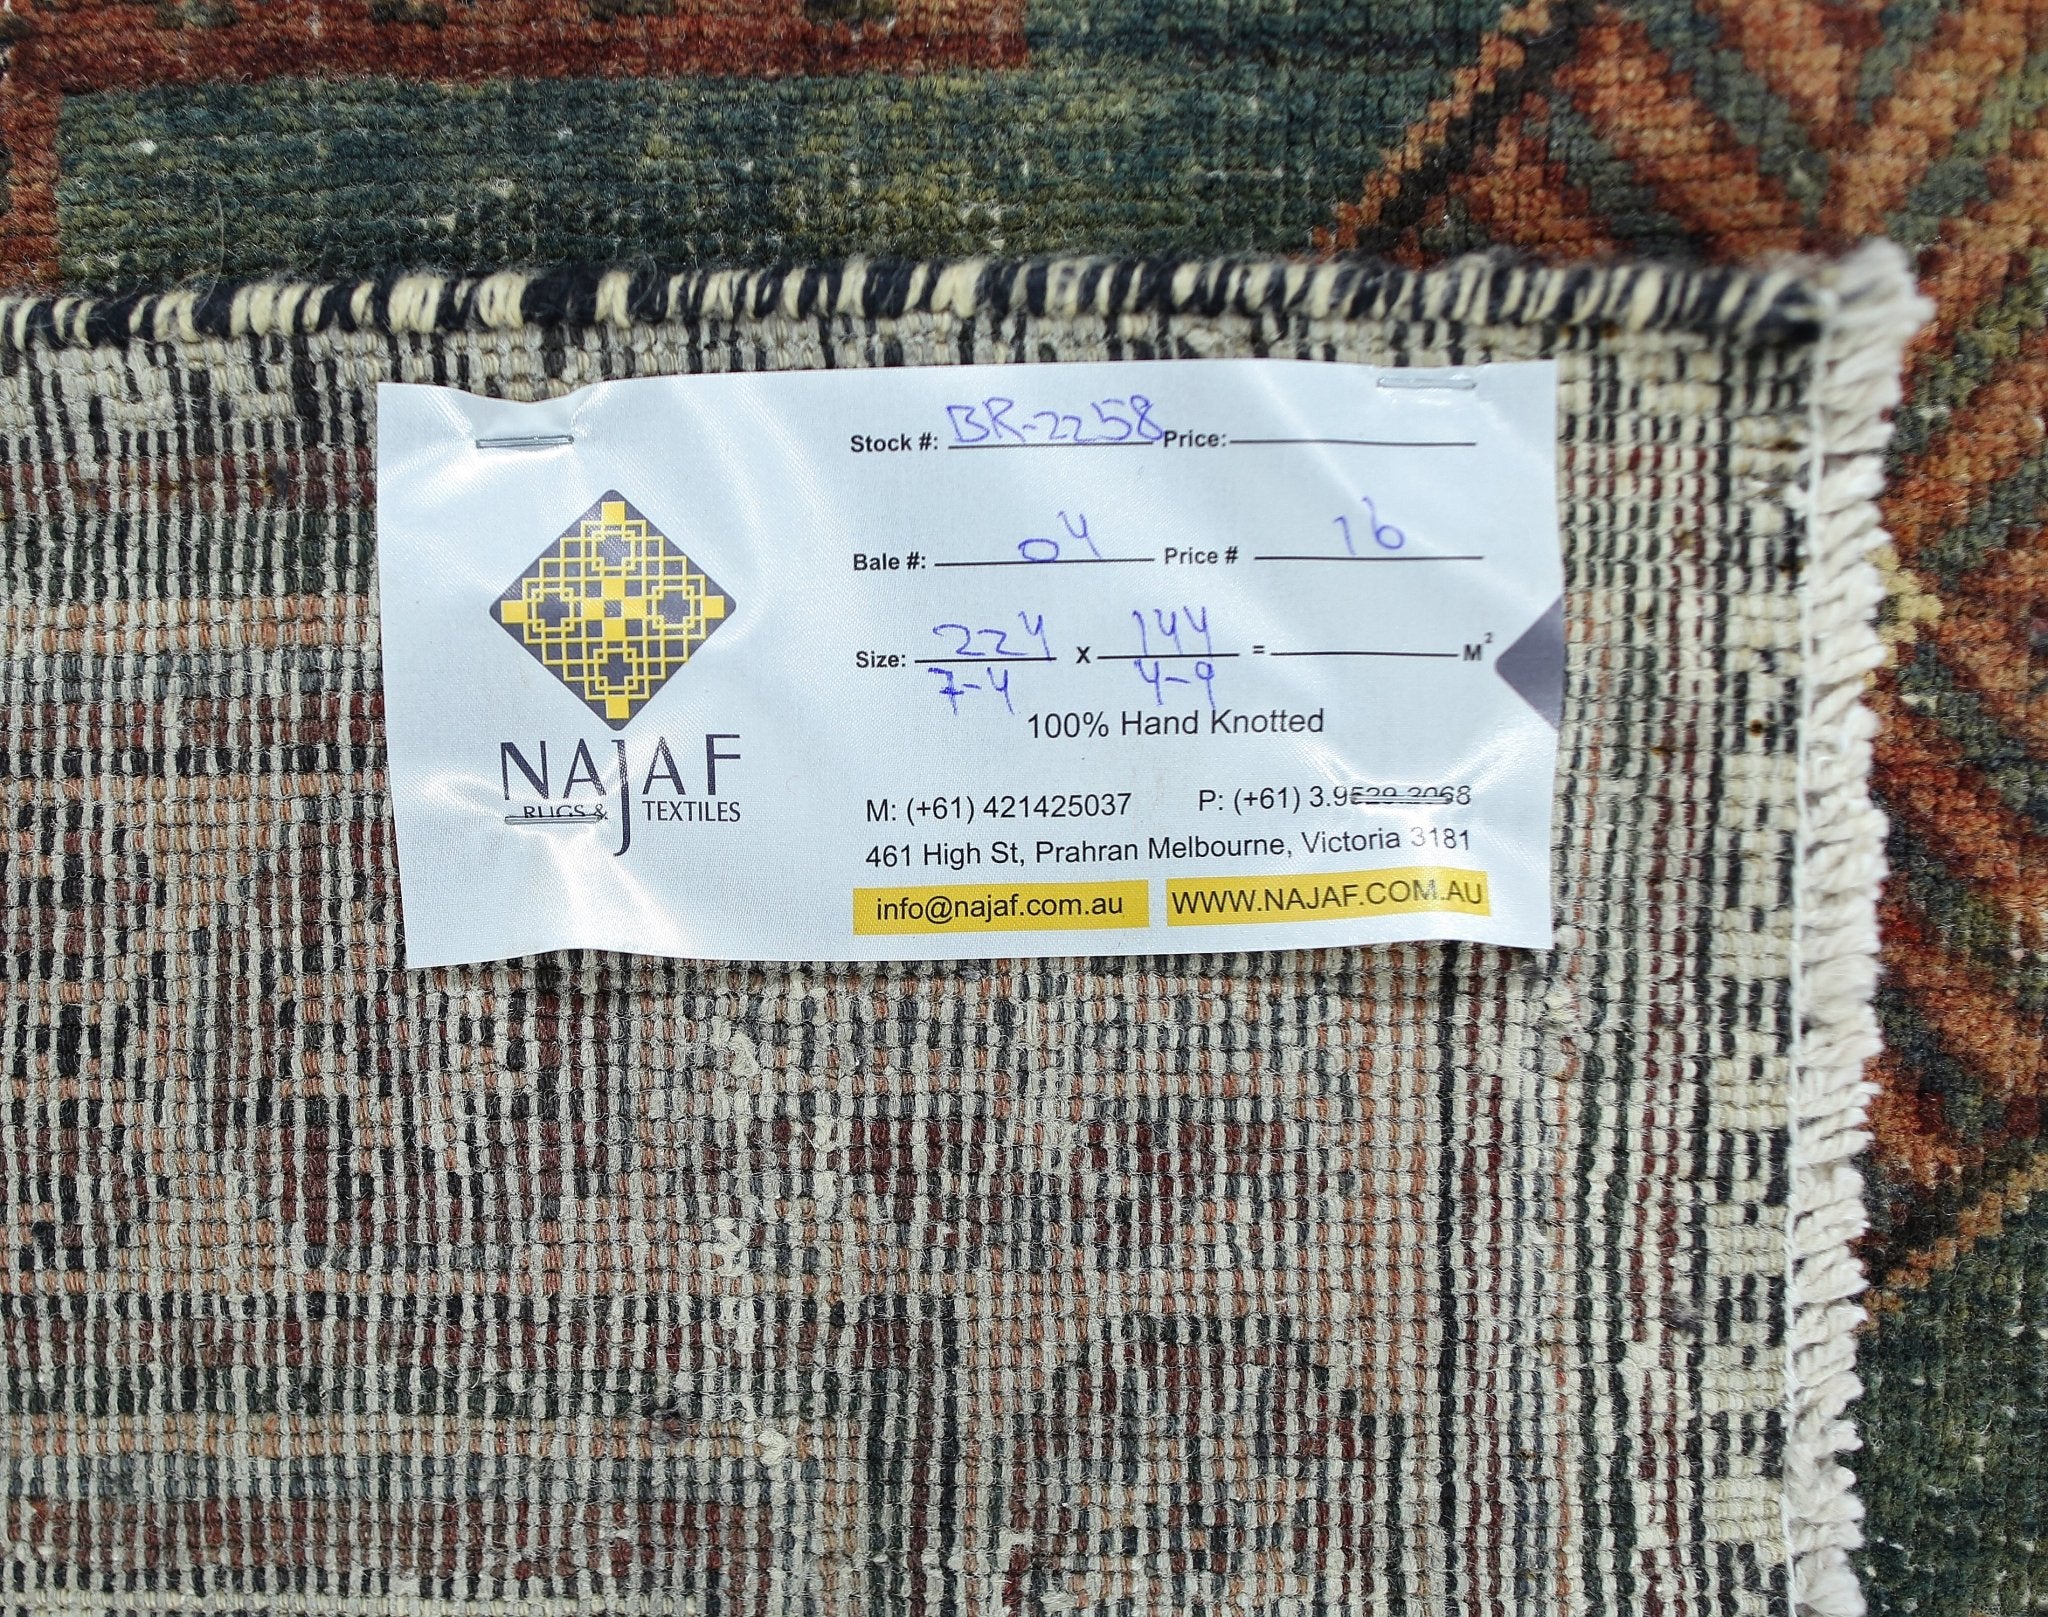 Stock #: BR-2258 Price:
Bale #: 04 Price # 16
Size: 224 x 144 = M²
7-4 4-9
100% Hand Knotted
NAJAF
RUGS & TEXTILES
M: (+61) 421425037 P: (+61) 3.9529 2068
461 High St, Prahran Melbourne, Victoria 3181
info@najaf.com.au WWW.NAJAF.COM.AU